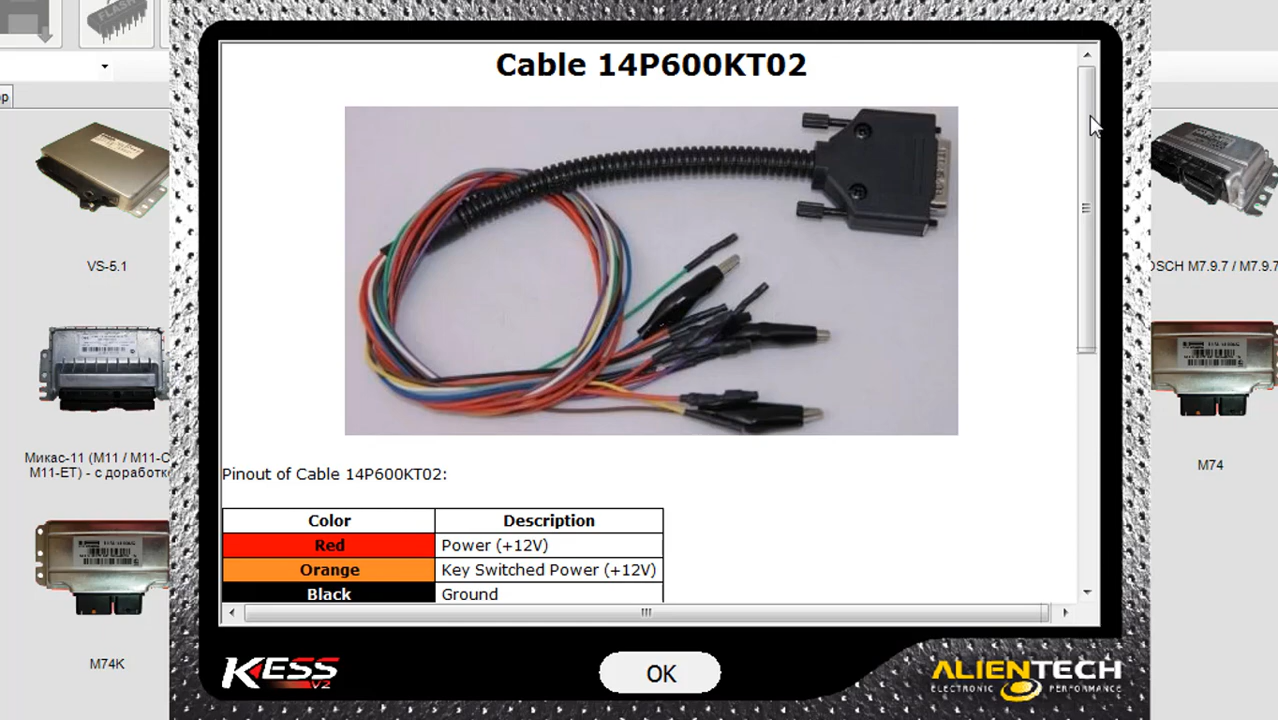 Cable 14P600KT02
FLASH
op
VS-5.1
OSCH M7.9.7 / M7.9.7
Микас-11 (M11 / M11-C
M11-ET) - с доработк
M74
M74K
Pinout of Cable 14P600KT02:
Color Description
Red Power (+12V)
Orange Key Switched Power (+12V)
Black Ground
KESS V2
OK
ALIENTECH
ELECTRONIC PERFORMANCE